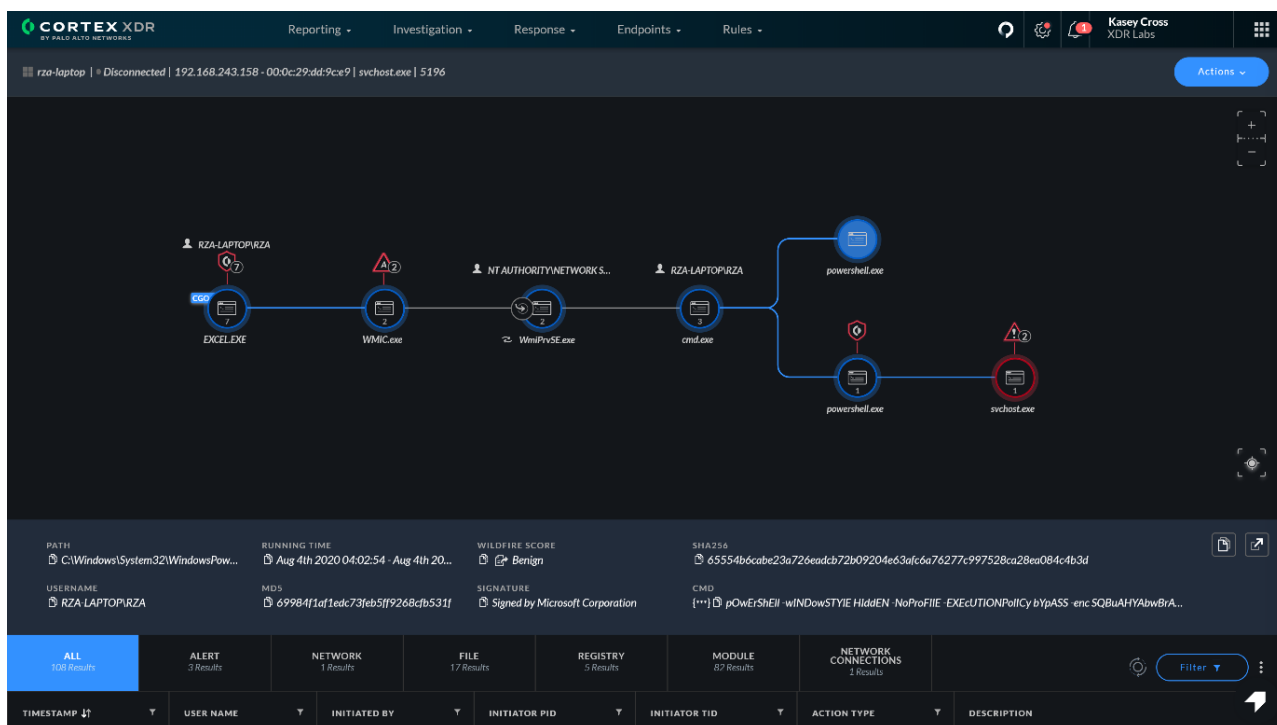 CORTEX XDR
BY PALO ALTO NETWORKS
Reporting
Investigation
Response
Endpoints
Rules
1
Kasey Cross
XDR Labs
rza-laptop | Disconnected | 192.168.243.158 - 00:0c:29:dd:9c:e9 | svchost.exe | 5196
Actions
RZA-LAPTOP\RZA
7
CGO
7
EXCEL.EXE
A 2
2
WMIC.exe
NT AUTHORITY\NETWORK S...
2
WmiPrvSE.exe
RZA-LAPTOP\RZA
3
cmd.exe
powershell.exe
1
powershell.exe
2
1
svchost.exe
PATH
C:\Windows\System32\WindowsPow...
RUNNING TIME
Aug 4th 2020 04:02:54 - Aug 4th 20...
WILDFIRE SCORE
Benign
SHA256
65554b6cabe23a726eadcb72b09204e63afc6a76277c997528ca28ea084c4b3d
USERNAME
RZA-LAPTOP\RZA
MD5
69984f1af1edc73feb5ff9268cfb531f
SIGNATURE
Signed by Microsoft Corporation
CMD
pOwErShEll -wINDowSTYlE HIddEN -NoProFIlE -EXEcUTIONPolICy bYpASS -enc SQBuAHYAbwBrA...
ALL
108 Results
ALERT
3 Results
NETWORK
1 Results
FILE
17 Results
REGISTRY
5 Results
MODULE
82 Results
NETWORK CONNECTIONS
1 Results
Filter
TIMESTAMP
USER NAME
INITIATED BY
INITIATOR PID
INITIATOR TID
ACTION TYPE
DESCRIPTION